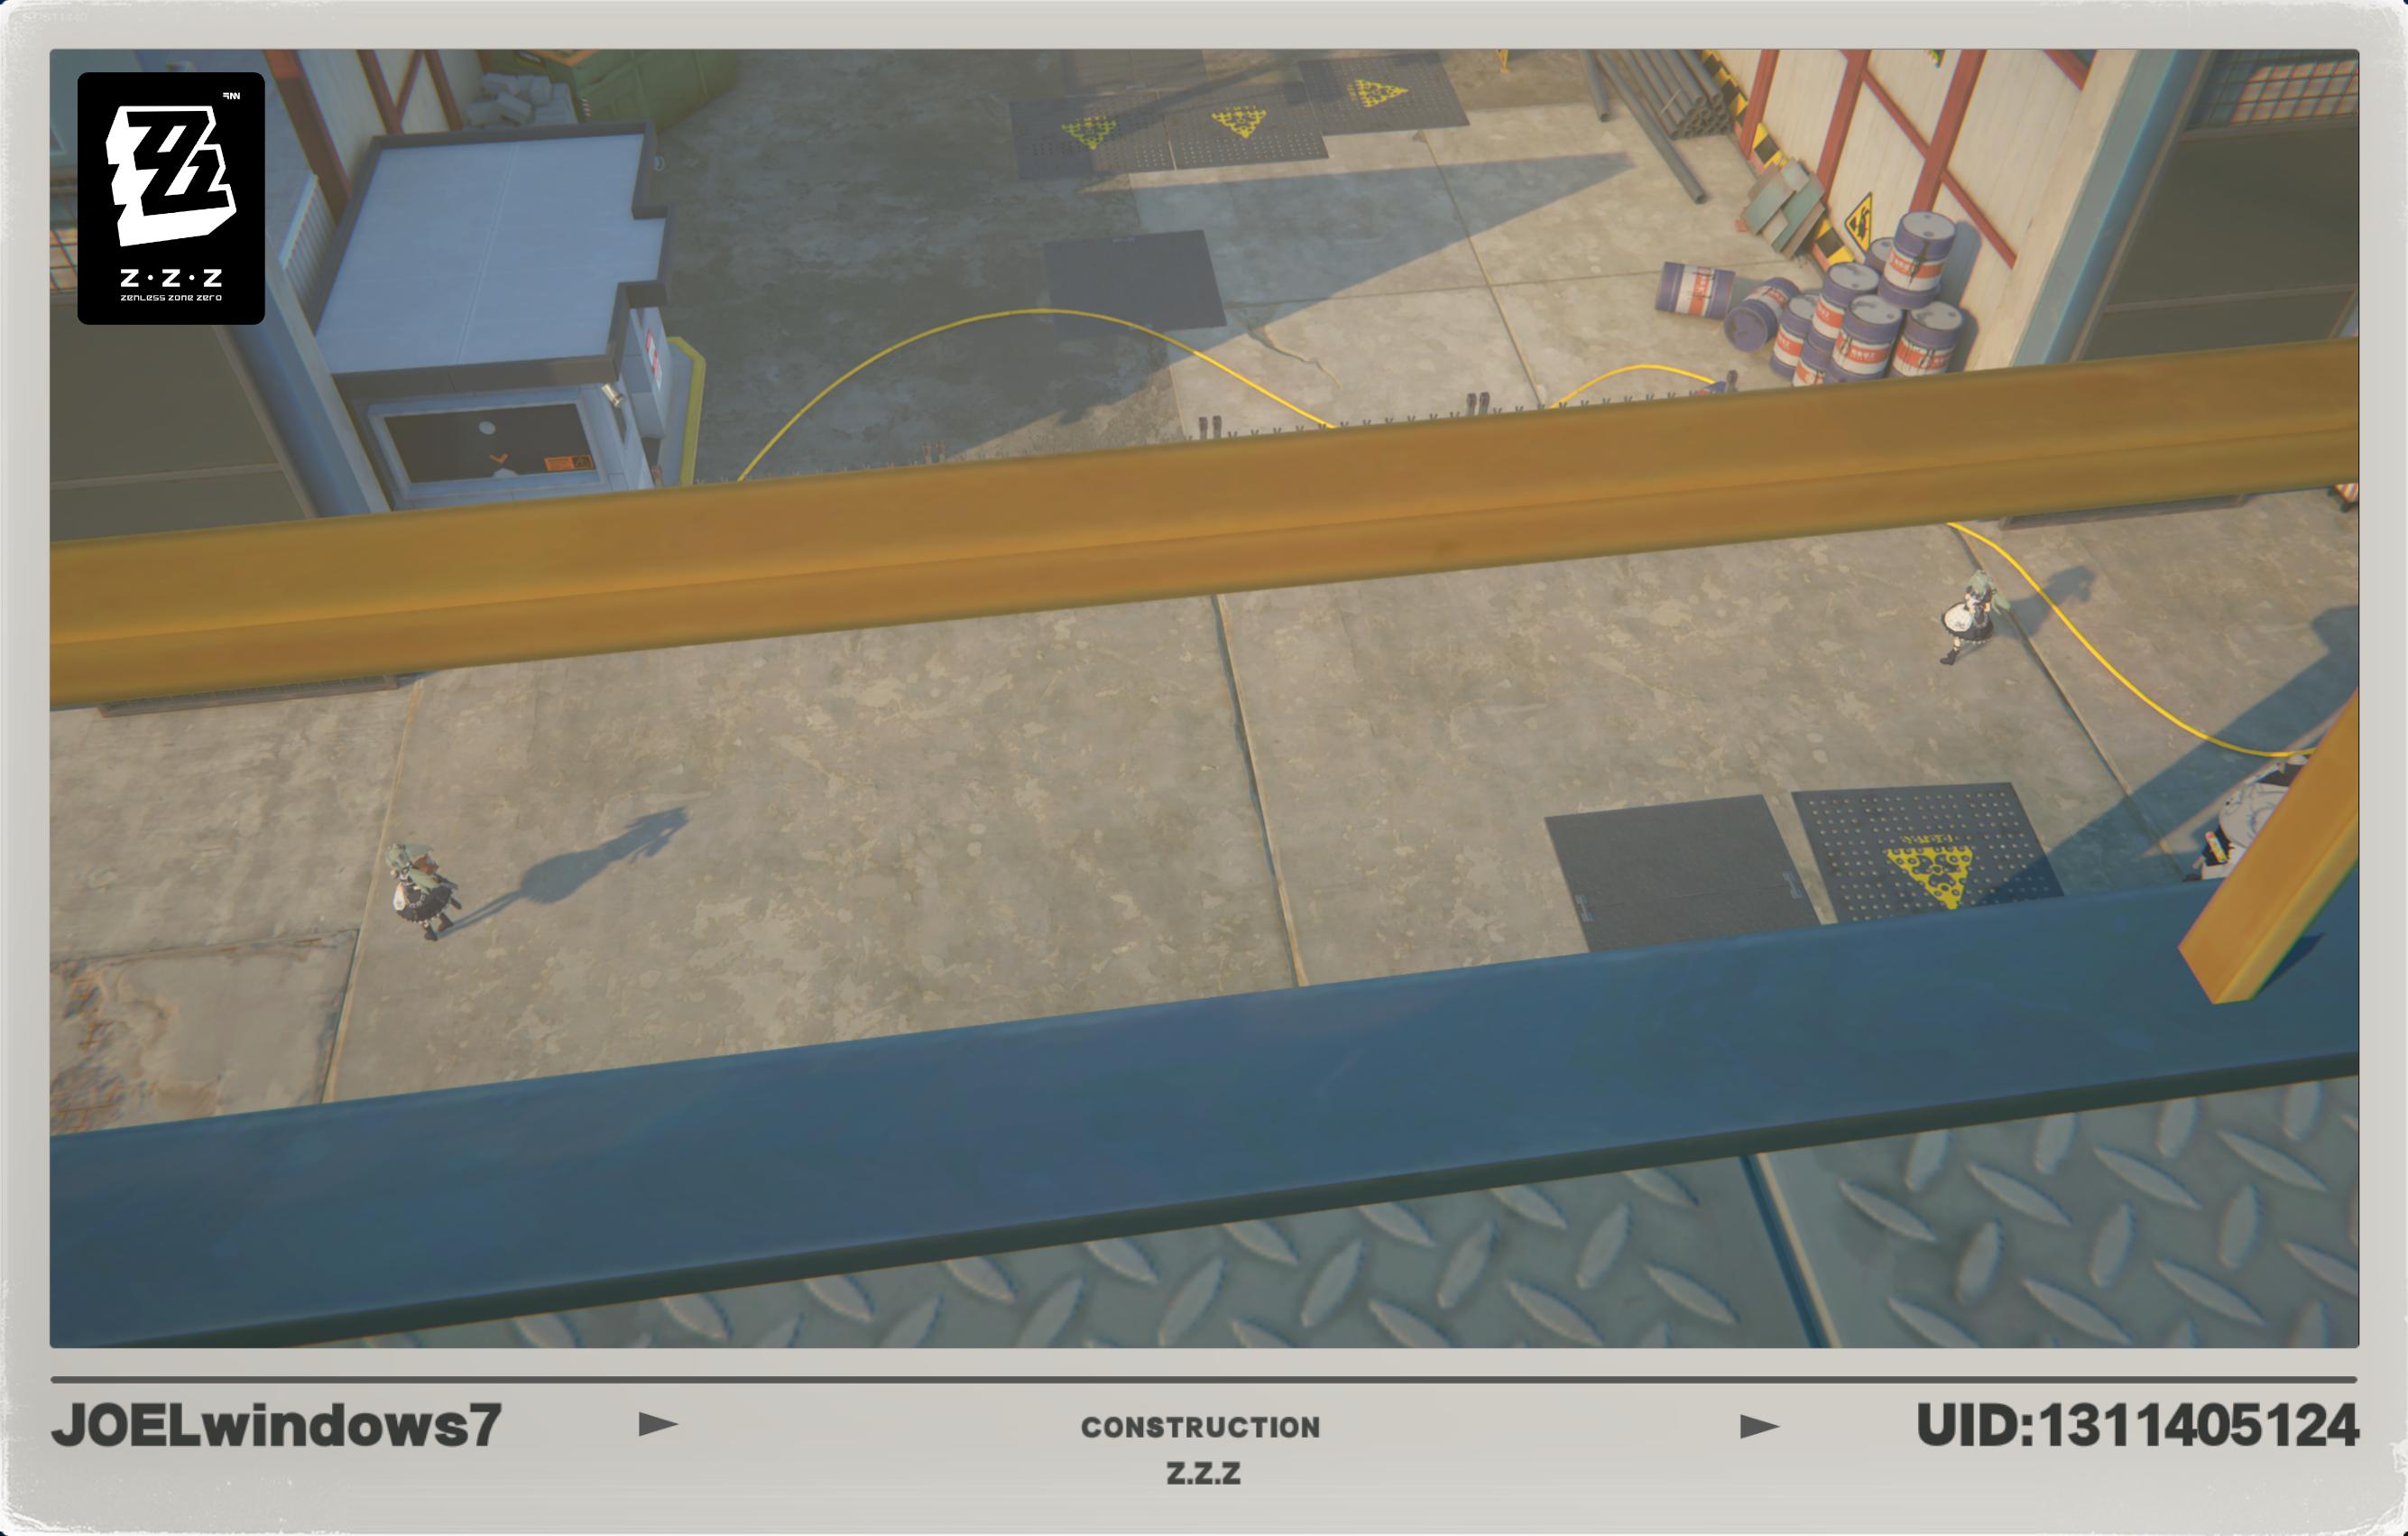 Z·Z·Z
ZENLESS ZONE ZERO
JOELwindows7
CONSTRUCTION
Z.Z.Z
UID:1311405124